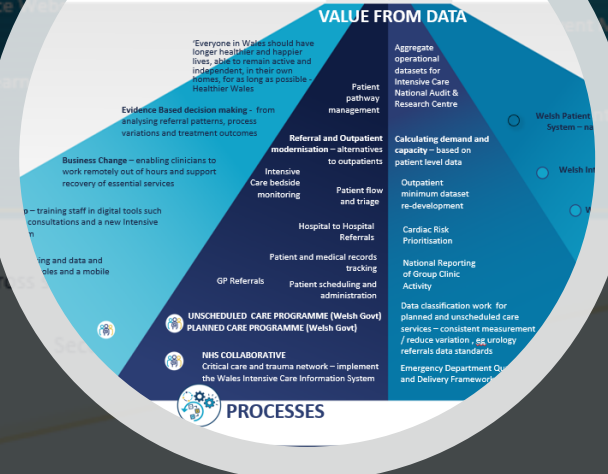 VALUE FROM DATA
'Everyone in Wales should have
longer healthier and happier
lives, able to remain active and
independent, in their own
homes, for as long as possible -
Healthier Wales
Evidence Based decision making - from
analysing referral patterns, process
variations and treatment outcomes
Business Change – enabling clinicians to
work remotely out of hours and support
recovery of essential services
– training staff in digital tools such
consultations and a new Intensive
ing and data and
oles and a mobile
Patient
pathway
management
Referral and Outpatient
modernisation – alternatives
to outpatients
Intensive
Care bedside
monitoring
Patient flow
and triage
Hospital to Hospital
Referrals
Patient and medical records
tracking
GP Referrals
Patient scheduling and
administration
UNSCHEDULED CARE PROGRAMME (Welsh Govt)
PLANNED CARE PROGRAMME (Welsh Govt)
NHS COLLABORATIVE
Critical care and trauma network – implement
the Wales Intensive Care Information System
PROCESSES
Aggregate
operational
datasets for
Intensive Care
National Audit &
Research Centre
Calculating demand and
capacity – based on
patient level data
Outpatient
minimum dataset
re-development
Cardiac Risk
Prioritisation
National Reporting
of Group Clinic
Activity
Data classification work for
planned and unscheduled care
services – consistent measurement
/ reduce variation , eg urology
referrals data standards
Emergency Department Qu
and Delivery Framework
Welsh Patient
System – na
Welsh Int
W